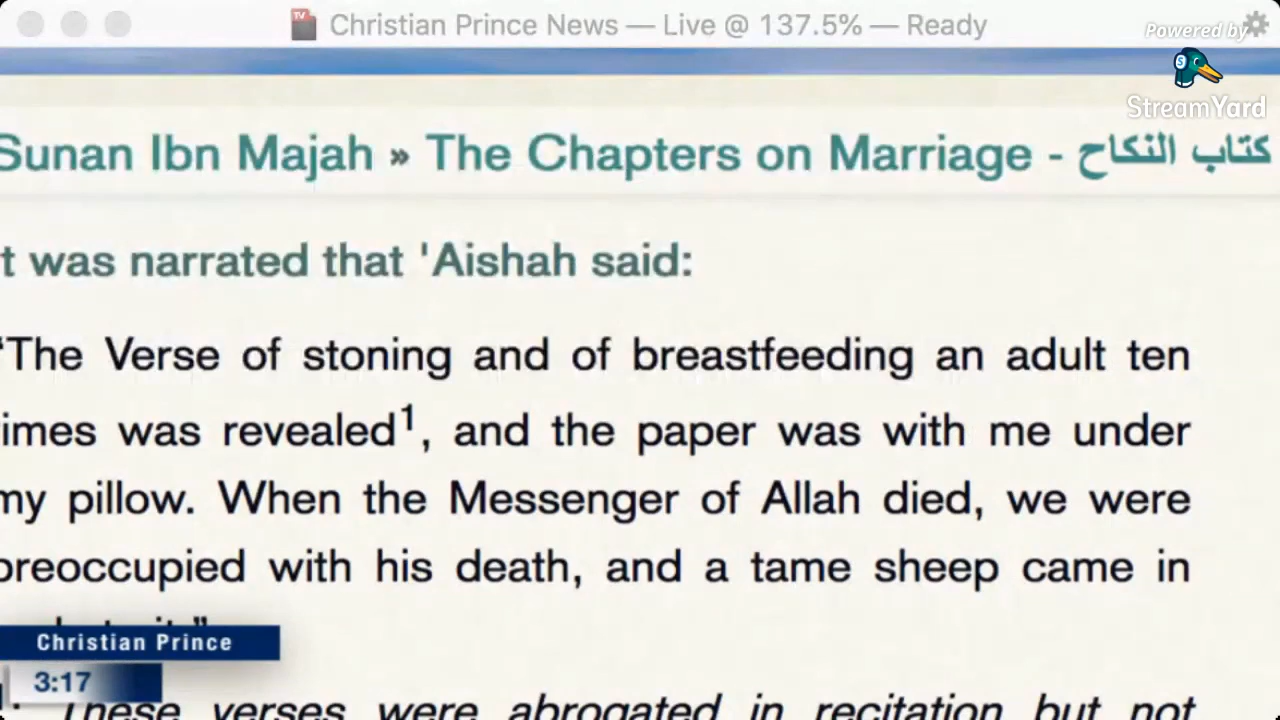 Christian Prince News — Live @ 137.5% — Ready
Powered by
StreamYard
Sunan Ibn Majah » The Chapters on Marriage - كتاب النكاح
t was narrated that 'Aishah said:
“The Verse of stoning and of breastfeeding an adult ten
imes was revealed1, and the paper was with me under
my pillow. When the Messenger of Allah died, we were
preoccupied with his death, and a tame sheep came in
Christian Prince
3:17
These verses were abrogated in recitation but not